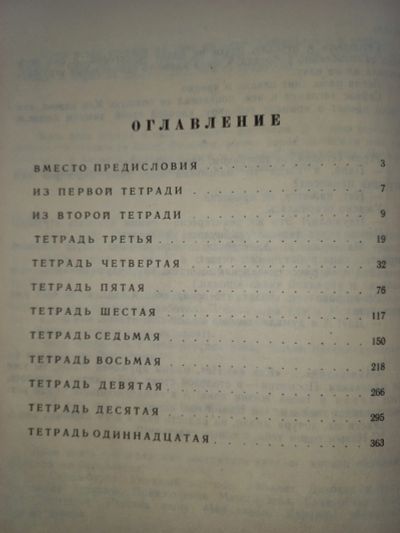 ОГЛАВЛЕНИЕ
ВМЕСТО ПРЕДИСЛОВИЯ . . . . . . . . . . 3
ИЗ ПЕРВОЙ ТЕТРАДИ . . . . . . . . . . 7
ИЗ ВТОРОЙ ТЕТРАДИ . . . . . . . . . . 9
ТЕТРАДЬ ТРЕТЬЯ . . . . . . . . . . 19
ТЕТРАДЬ ЧЕТВЕРТАЯ . . . . . . . . . . 32
ТЕТРАДЬ ПЯТАЯ . . . . . . . . . . 76
ТЕТРАДЬ ШЕСТАЯ . . . . . . . . . . 117
ТЕТРАДЬ СЕДЬМАЯ . . . . . . . . . . 150
ТЕТРАДЬ ВОСЬМАЯ . . . . . . . . . . 218
ТЕТРАДЬ ДЕВЯТАЯ . . . . . . . . . . 266
ТЕТРАДЬ ДЕСЯТАЯ . . . . . . . . . . 295
ТЕТРАДЬ ОДИННАДЦАТАЯ . . . . . . . . . . 363